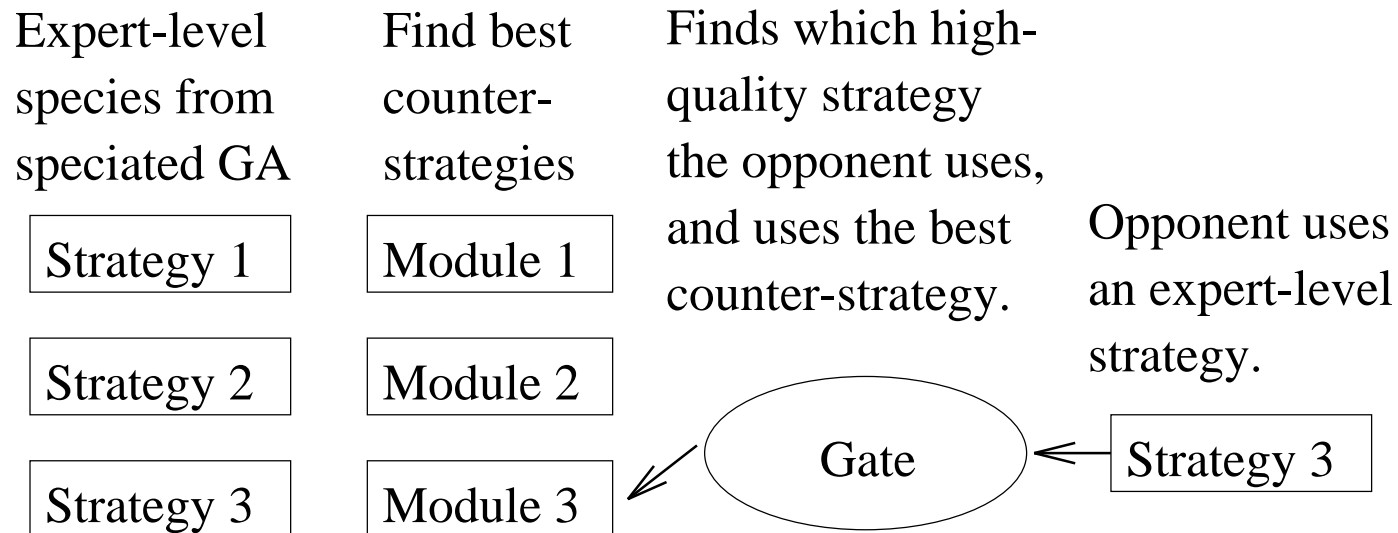 Expert-level
species from
speciated GA
Strategy 1
Strategy 2
Strategy 3
Find best
counter-
strategies
Module 1
Module 2
Module 3
Finds which high-
quality strategy
the opponent uses,
and uses the best
counter-strategy.
Gate
Opponent uses
an expert-level
strategy.
Strategy 3